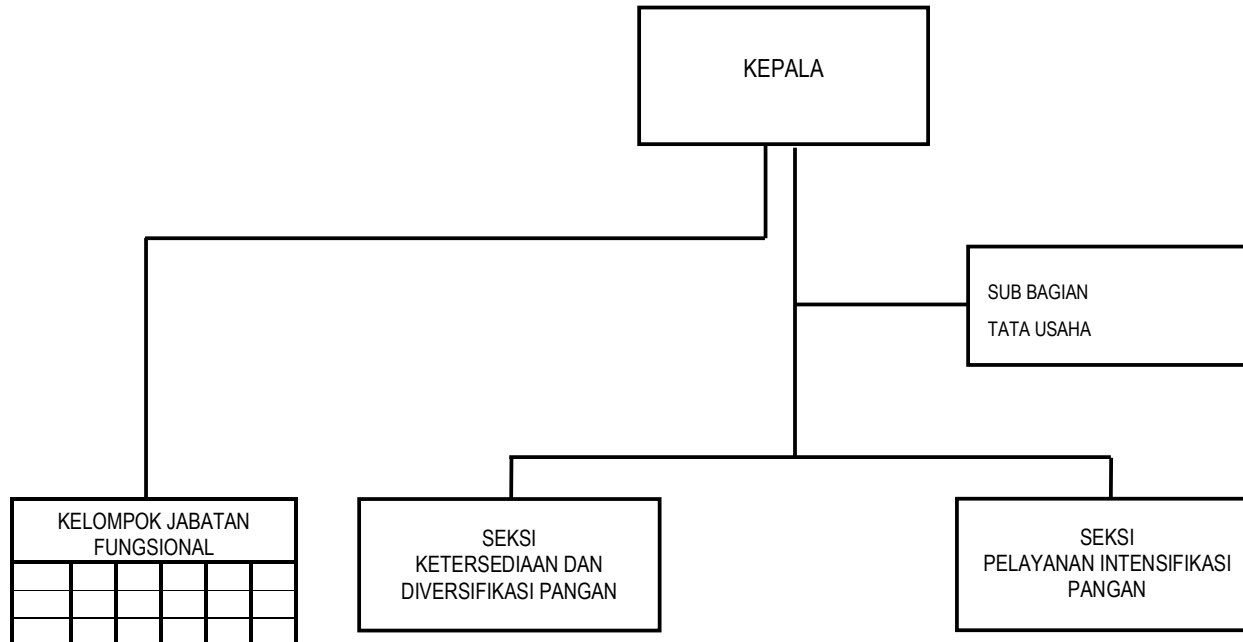 KEPALA
SUB BAGIAN
TATA USAHA
KELOMPOK JABATAN
FUNGSIONAL
SEKSI
KETERSEDIAAN DAN
DIVERSIFIKASI PANGAN
SEKSI
PELAYANAN INTENSIFIKASI
PANGAN